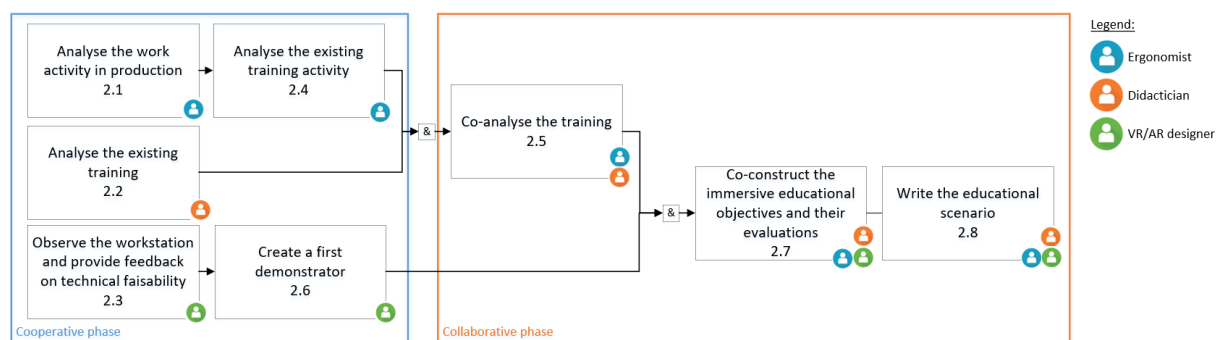 Analyse the work
activity in production
2.1
Analyse the existing
training activity
2.4
Analyse the existing
training
2.2
Observe the workstation
and provide feedback
on technical faisability
2.3
Create a first
demonstrator
2.6
Cooperative phase
&
Co-analyse the training
2.5
&
Co-construct the
immersive educational
objectives and their
evaluations
2.7
Write the educational
scenario
2.8
Collaborative phase
Legend:
Ergonomist
Didactician
VR/AR designer